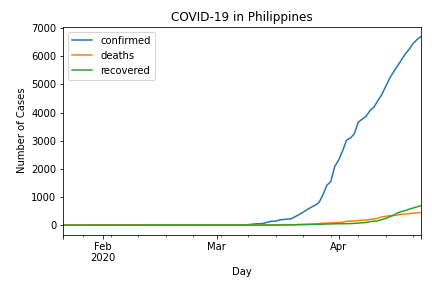 COVID-19 in Philippines
confirmed
deaths
recovered
7000
6000
5000
4000
3000
2000
1000
0
Number of Cases
Feb
2020
Mar
Apr
Day